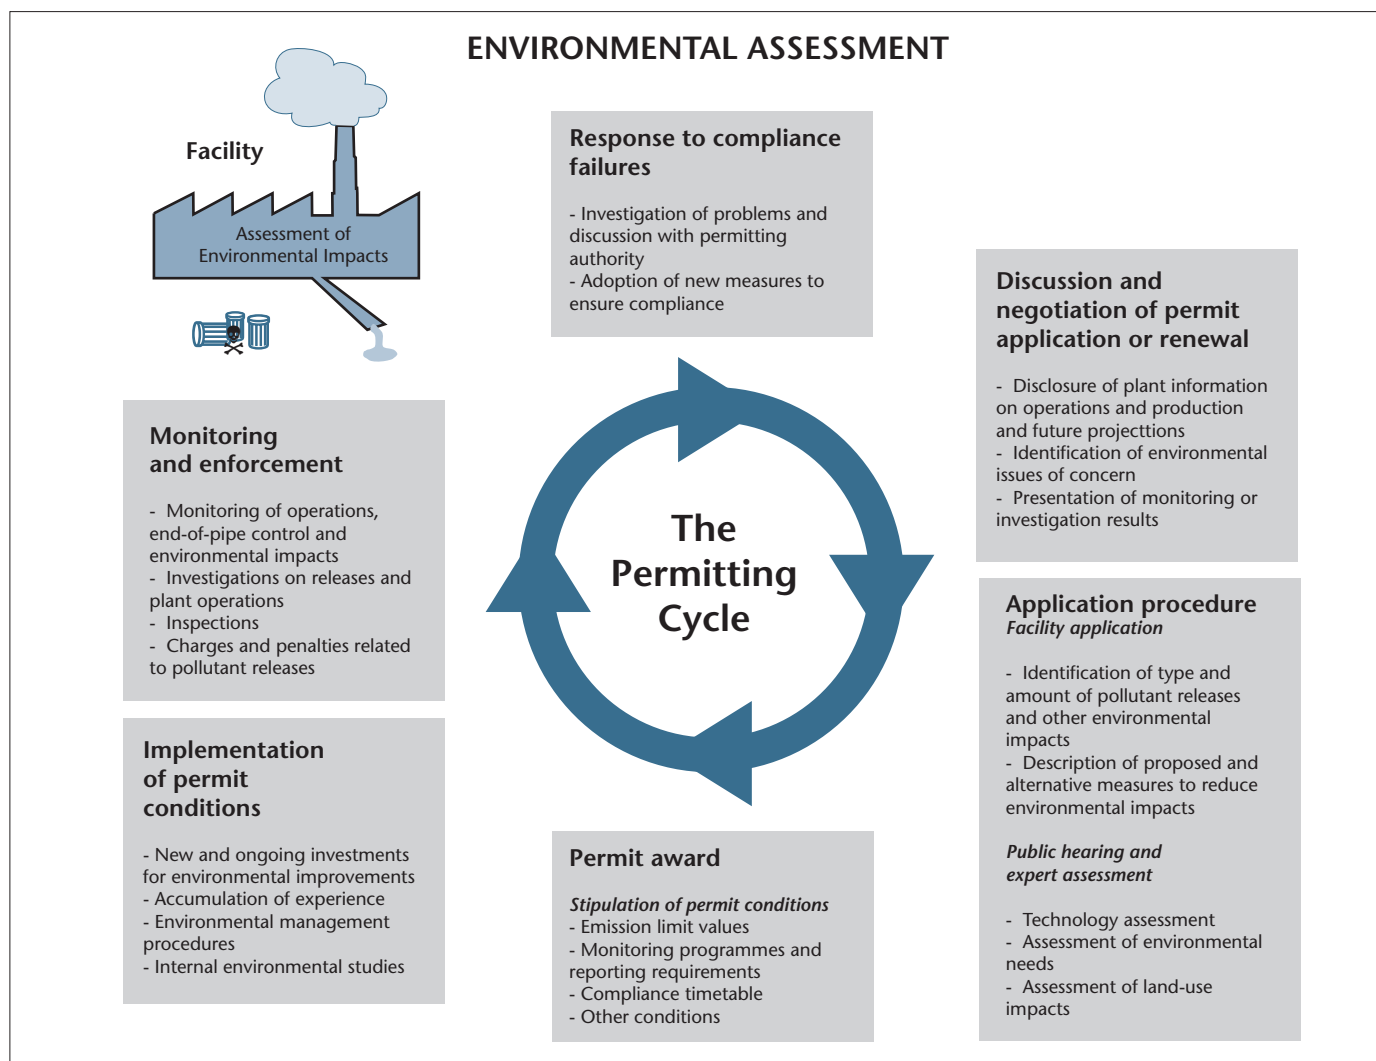 ENVIRONMENTAL ASSESSMENT
Facility
Assessment of
Environmental Impacts
Response to compliance
failures
- Investigation of problems and
discussion with permitting
authority
- Adoption of new measures to
ensure compliance
Discussion and
negotiation of permit
application or renewal
- Disclosure of plant information
on operations and production
and future projecttions
- Identification of environmental
issues of concern
- Presentation of monitoring or
investigation results
Application procedure
Facility application
- Identification of type and
amount of pollutant releases
and other environmental
impacts
- Description of proposed and
alternative measures to reduce
environmental impacts
Public hearing and
expert assessment
- Technology assessment
- Assessment of environmental
needs
- Assessment of land-use
impacts
Permit award
Stipulation of permit conditions
- Emission limit values
- Monitoring programmes and
reporting requirements
- Compliance timetable
- Other conditions
Implementation
of permit
conditions
- New and ongoing investments
for environmental improvements
- Accumulation of experience
- Environmental management
procedures
- Internal environmental studies
Monitoring
and enforcement
- Monitoring of operations,
end-of-pipe control and
environmental impacts
- Investigations on releases and
plant operations
- Inspections
- Charges and penalties related
to pollutant releases
The
Permitting
Cycle